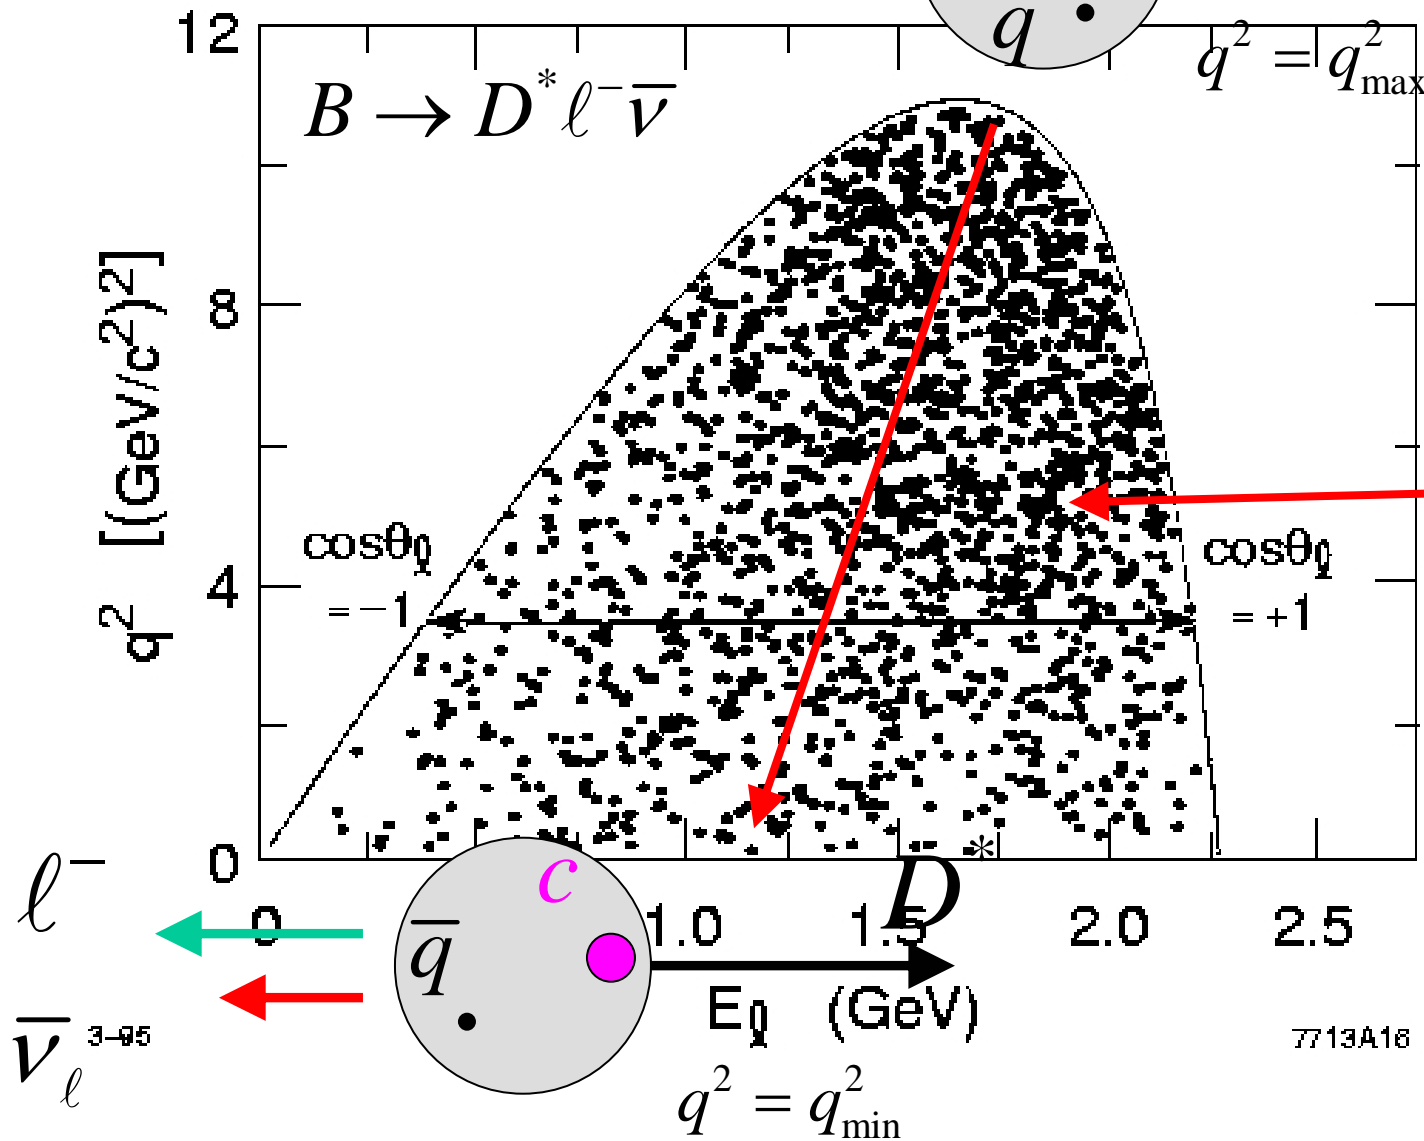 12
q
q² = q²max
B → D* ℓ⁻ ν̄
q² [(GeV/c²)²]
8
cosθℓ
= −1
cosθℓ
= +1
4
0
ℓ⁻
c
D*
q̄
0
1.0
1.5
2.0
2.5
Eℓ (GeV)
ν̄ℓ
3–95
7713A16
q² = q²min